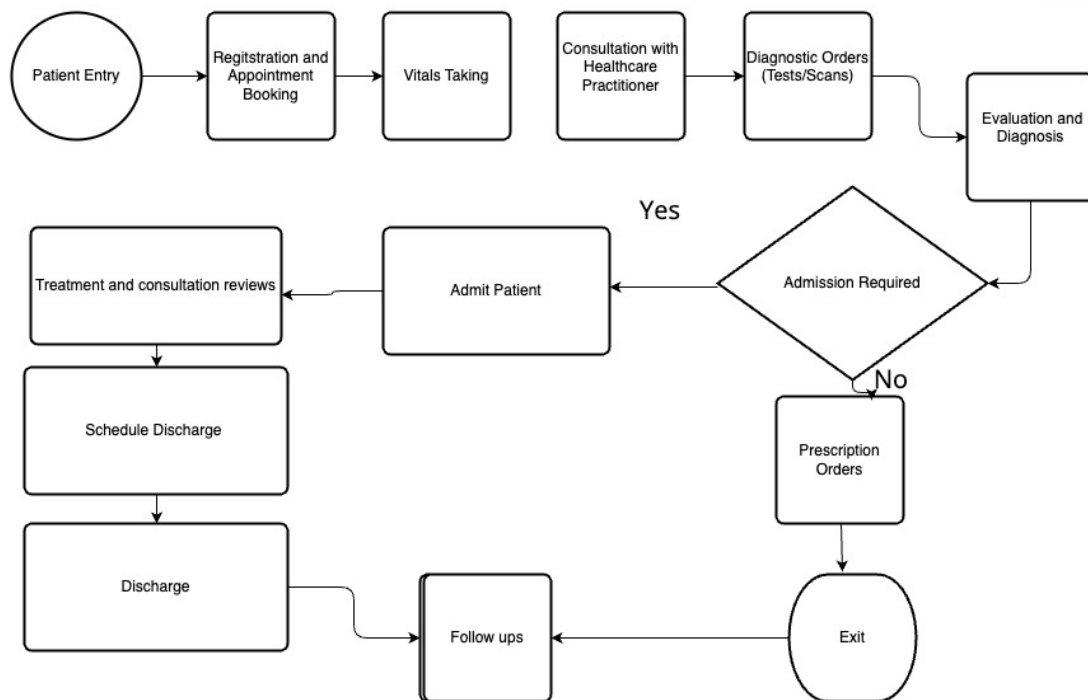 Patient Entry
Regitstration and
Appointment
Booking
Vitals Taking
Consultation with
Healthcare
Practitioner
Diagnostic Orders
(Tests/Scans)
Evaluation and
Diagnosis
Yes
Treatment and consultation reviews
Admit Patient
Admission Required
No
Schedule Discharge
Prescription
Orders
Discharge
Follow ups
Exit